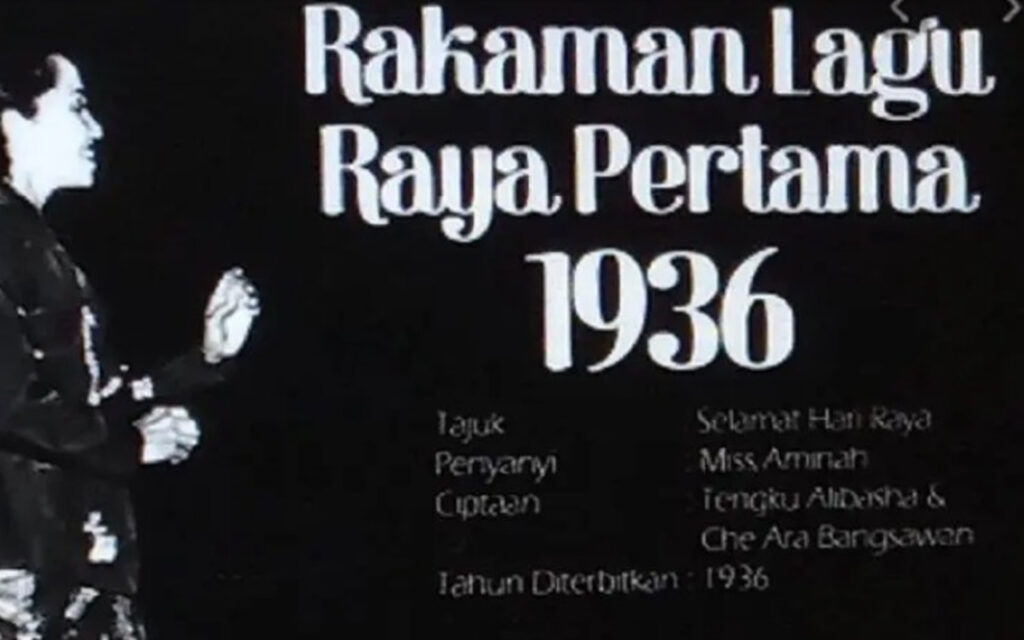 Rakaman Lagu
Raya Pertama
1936
Tajuk : Selamat Hari Raya
Penyanyi : Miss Aminah
Ciptaan : Tengku Alibasha &
Che Ara Bangsawan
Tahun Diterbitkan : 1936